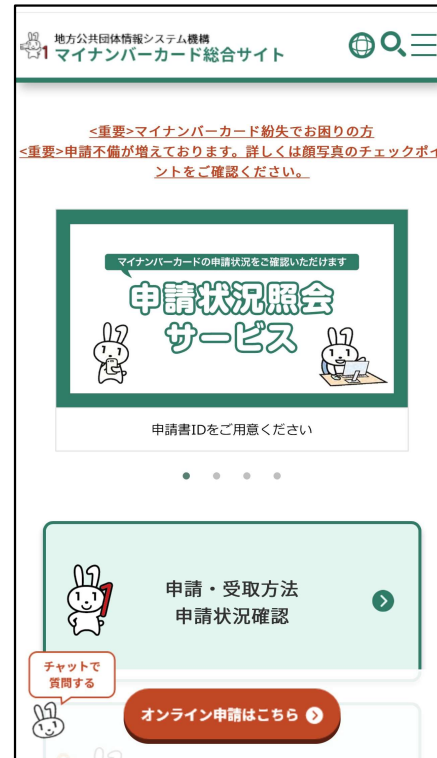 地方公共団体情報システム機構
マイナンバーカード総合サイト
<重要>マイナンバーカード紛失でお困りの方
<重要>申請不備が増えております。詳しくは顔写真のチェックポイ
ントをご確認ください。
マイナンバーカードの申請状況をご確認いただけます
申請状況照会
サービス
申請書IDをご用意ください
申請・受取方法
申請状況確認
チャットで
質問する
オンライン申請はこちら